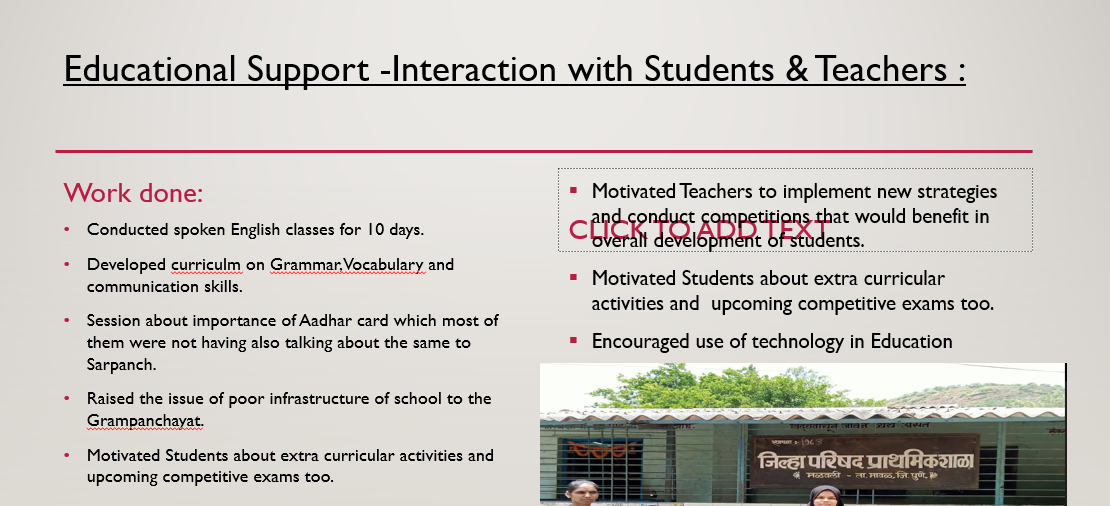 Educational Support -Interaction with Students & Teachers :
Work done:
Conducted spoken English classes for 10 days.
Developed curriculm on Grammar,Vocabulary and
communication skills.
Session about importance of Aadhar card which most of
them were not having also talking about the same to
Sarpanch.
Raised the issue of poor infrastructure of school to the
Grampanchayat.
Motivated Students about extra curricular activities and
upcoming competitive exams too.
Motivated Teachers to implement new strategies
and conduct competitions that would benefit in
overall development of students.
CLICK TO ADD TEXT
Motivated Students about extra curricular
activities and  upcoming competitive exams too.
Encouraged use of technology in Education
जिल्हा परिषद प्राथमिक शाळा
मळवली - ता. मावळ, जि. पुणे.